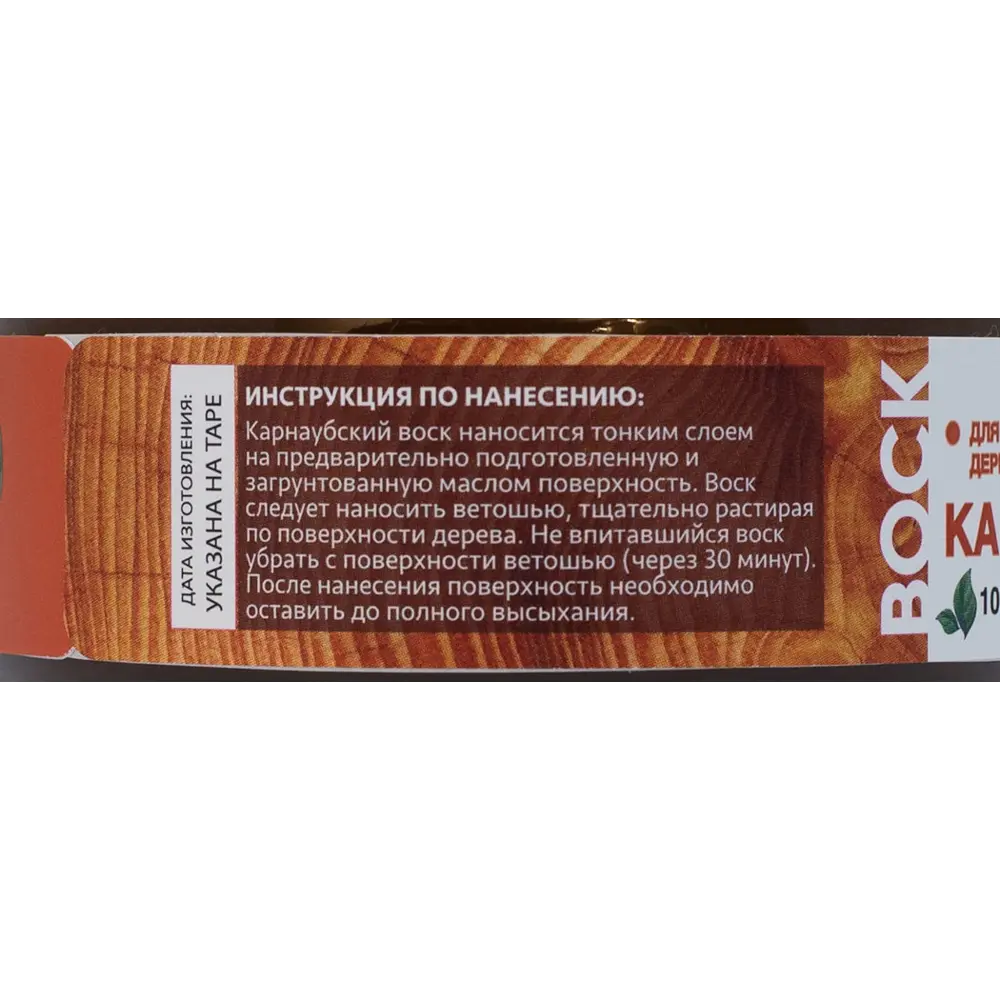 ДАТА ИЗГОТОВЛЕНИЯ:
УКАЗАНА НА ТАРЕ
ИНСТРУКЦИЯ ПО НАНЕСЕНИЮ:
Карнаубский воск наносится тонким слоем
на предварительно подготовленную и
загрунтованную маслом поверхность. Воск
следует наносить ветошью, тщательно растирая
по поверхности дерева. Не впитавшийся воск
убрать с поверхности ветошью (через 30 минут).
После нанесения поверхность необходимо
оставить до полного высыхания.
ВОСК
ДЛЯ